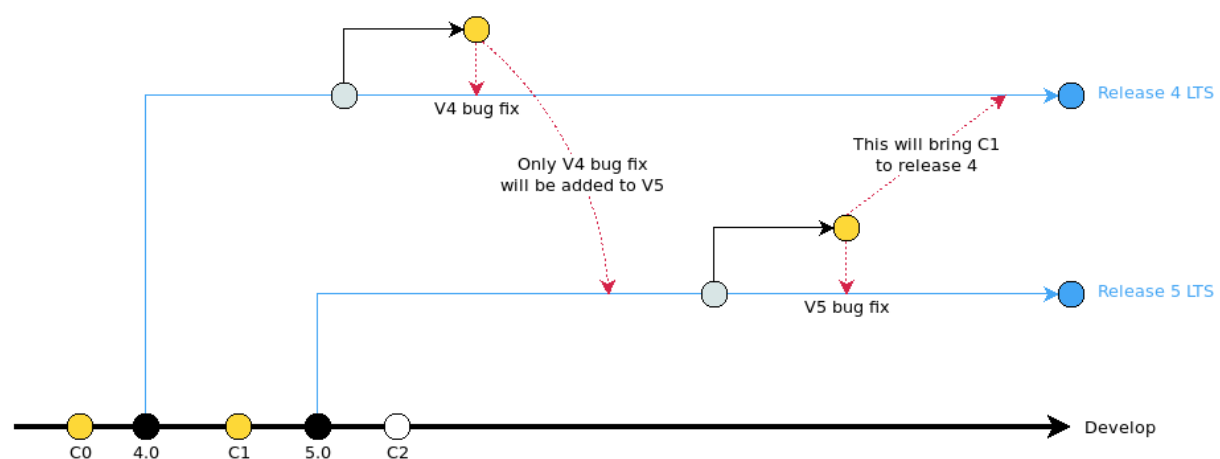 Release 4 LTS
V4 bug fix
This will bring C1
to release 4
Only V4 bug fix
will be added to V5
Release 5 LTS
V5 bug fix
Develop
C0
4.0
C1
5.0
C2